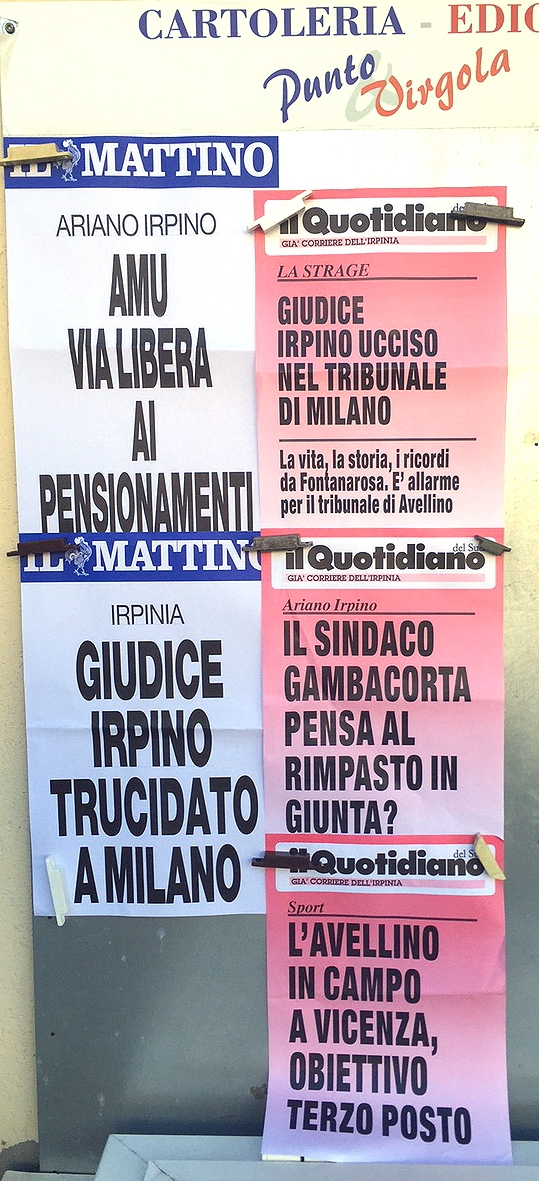 CARTOLERIA - EDIC
Punto & Virgola
IL MATTINO
ARIANO IRPINO
AMU
VIA LIBERA
AI
PENSIONAMENTI
IL MATTINO
IRPINIA
GIUDICE
IRPINO
TRUCIDATO
A MILANO
il Quotidiano
GIA' CORRIERE DELL'IRPINIA
LA STRAGE
GIUDICE
IRPINO UCCISO
NEL TRIBUNALE
DI MILANO
La vita, la storia, i ricordi
da Fontanarosa. E' allarme
per il tribunale di Avellino
del Sud
il Quotidiano
GIA' CORRIERE DELL'IRPINIA
Ariano Irpino
IL SINDACO
GAMBACORTA
PENSA AL
RIMPASTO IN
GIUNTA?
del Sud
il Quotidiano
GIA' CORRIERE DELL'IRPINIA
Sport
L'AVELLINO
IN CAMPO
A VICENZA,
OBIETTIVO
TERZO POSTO